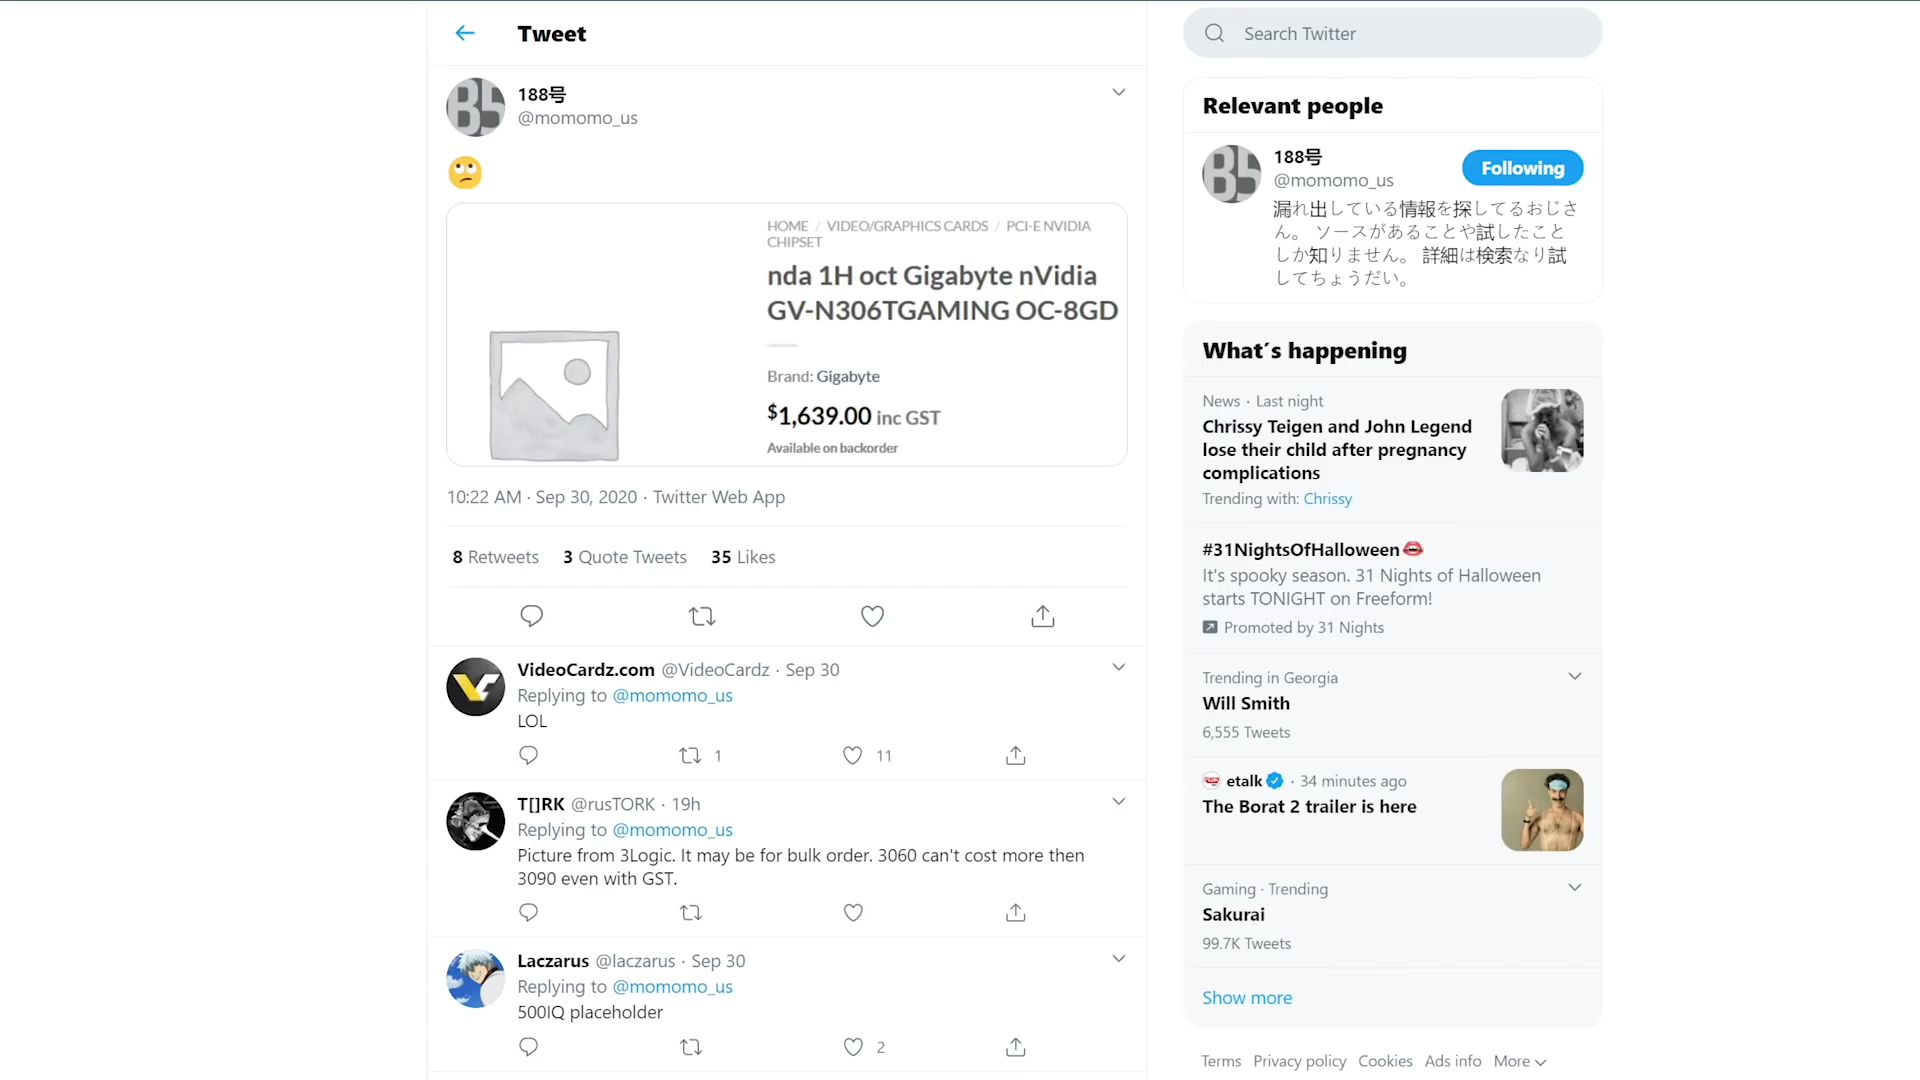 Tweet
188号
@momomo_us
HOME / VIDEO/GRAPHICS CARDS / PCI-E NVIDIA
CHIPSET
nda 1H oct Gigabyte nVidia
GV-N306TGAMING OC-8GD
Brand: Gigabyte
$1,639.00 inc GST
Available on backorder
10:22 AM · Sep 30, 2020 · Twitter Web App
8 Retweets 3 Quote Tweets 35 Likes
VideoCardz.com @VideoCardz · Sep 30
Replying to @momomo_us
LOL
1 11
T[]RK @rusTORK · 19h
Replying to @momomo_us
Picture from 3Logic. It may be for bulk order. 3060 can't cost more then
3090 even with GST.
Laczarus @laczarus · Sep 30
Replying to @momomo_us
500IQ placeholder
2
Search Twitter
Relevant people
188号
@momomo_us
Following
漏れ出している情報を探してるおじさ
ん。 ソースがあることや試したこと
しか知りません。 詳細は検索なり試
してちょうだい。
What´s happening
News · Last night
Chrissy Teigen and John Legend
lose their child after pregnancy
complications
Trending with: Chrissy
#31NightsOfHalloween
It's spooky season. 31 Nights of Halloween
starts TONIGHT on Freeform!
Promoted by 31 Nights
Trending in Georgia
Will Smith
6,555 Tweets
etalk · 34 minutes ago
The Borat 2 trailer is here
Gaming · Trending
Sakurai
99.7K Tweets
Show more
Terms Privacy policy Cookies Ads info More